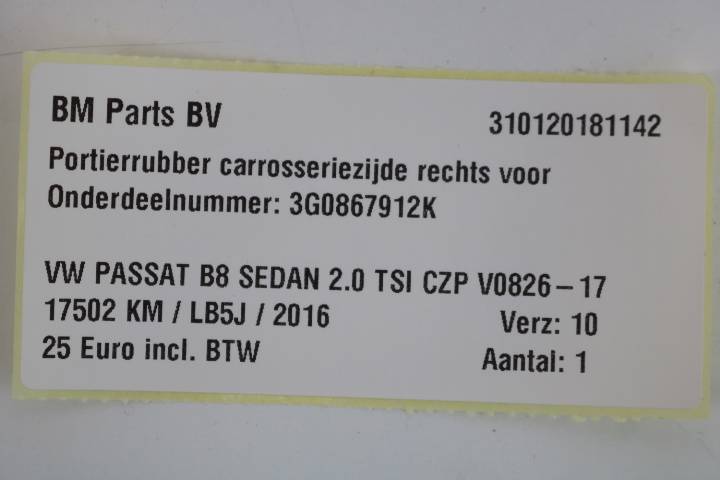 BM Parts BV 310120181142
Portierrubber carrosseriezijde rechts voor
Onderdeelnummer: 3G0867912K
VW PASSAT B8 SEDAN 2.0 TSI CZP V0826-17
17502 KM / LB5J / 2016 Verz: 10
25 Euro incl. BTW Aantal: 1